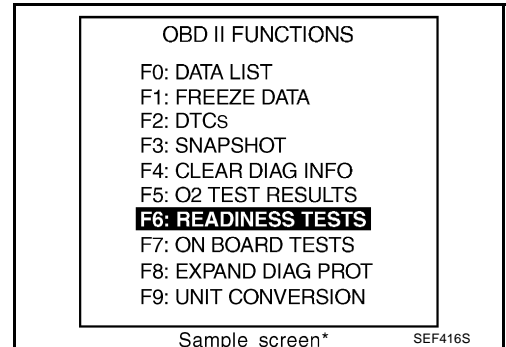 OBD II FUNCTIONS
F0: DATA LIST
F1: FREEZE DATA
F2: DTCs
F3: SNAPSHOT
F4: CLEAR DIAG INFO
F5: O2 TEST RESULTS
F6: READINESS TESTS
F7: ON BOARD TESTS
F8: EXPAND DIAG PROT
F9: UNIT CONVERSION
Sample screen* SEF416S